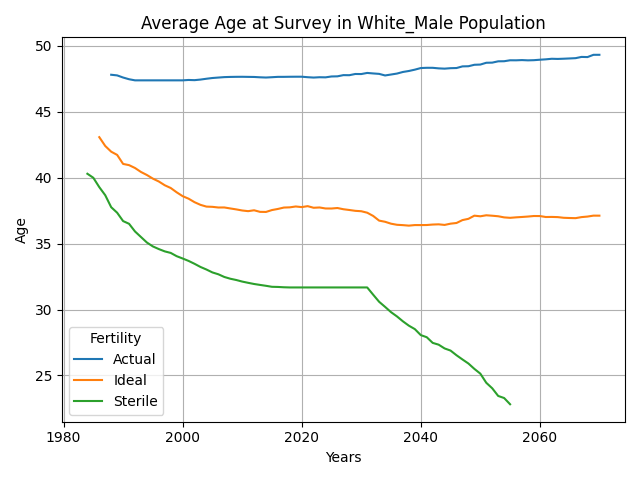 Average Age at Survey in White_Male Population
50
45
40
35
30
25
Age
Fertility
Actual
Ideal
Sterile
1980
2000
2020
2040
2060
Years